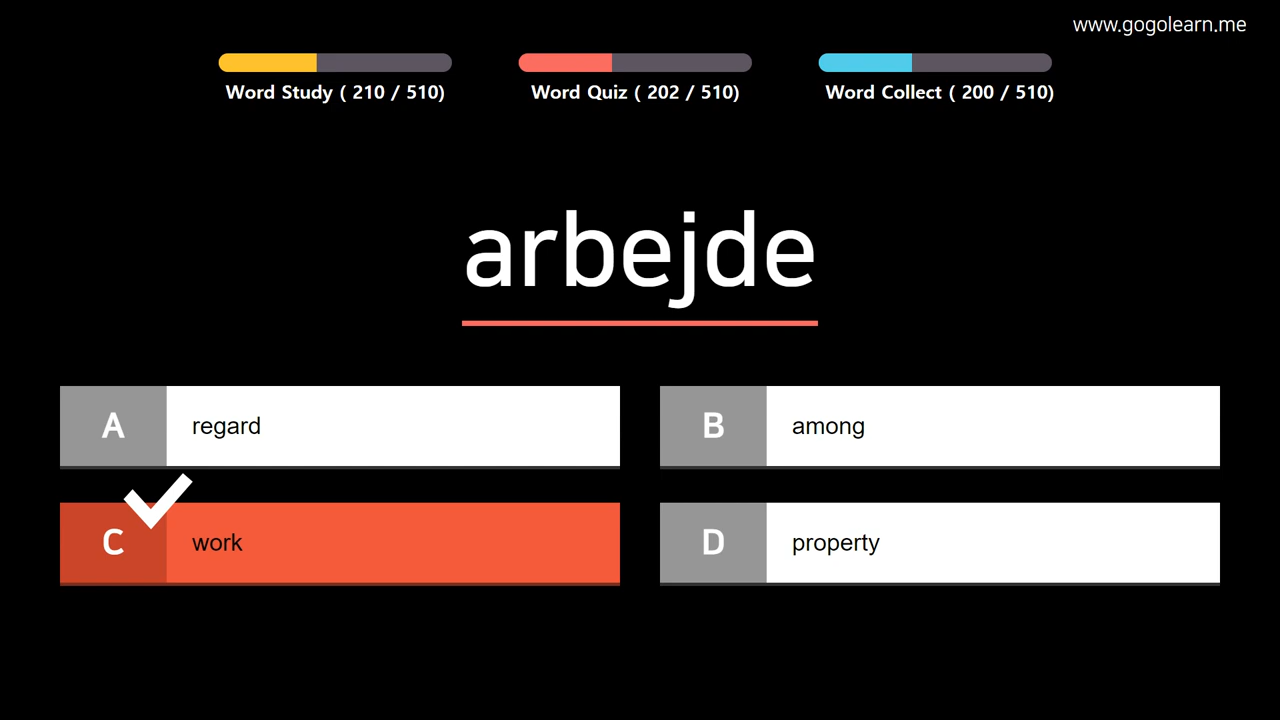 www.gogolearn.me
Word Study ( 210 / 510)
Word Quiz ( 202 / 510)
Word Collect ( 200 / 510)
arbejde
A
regard
B
among
C
work
D
property